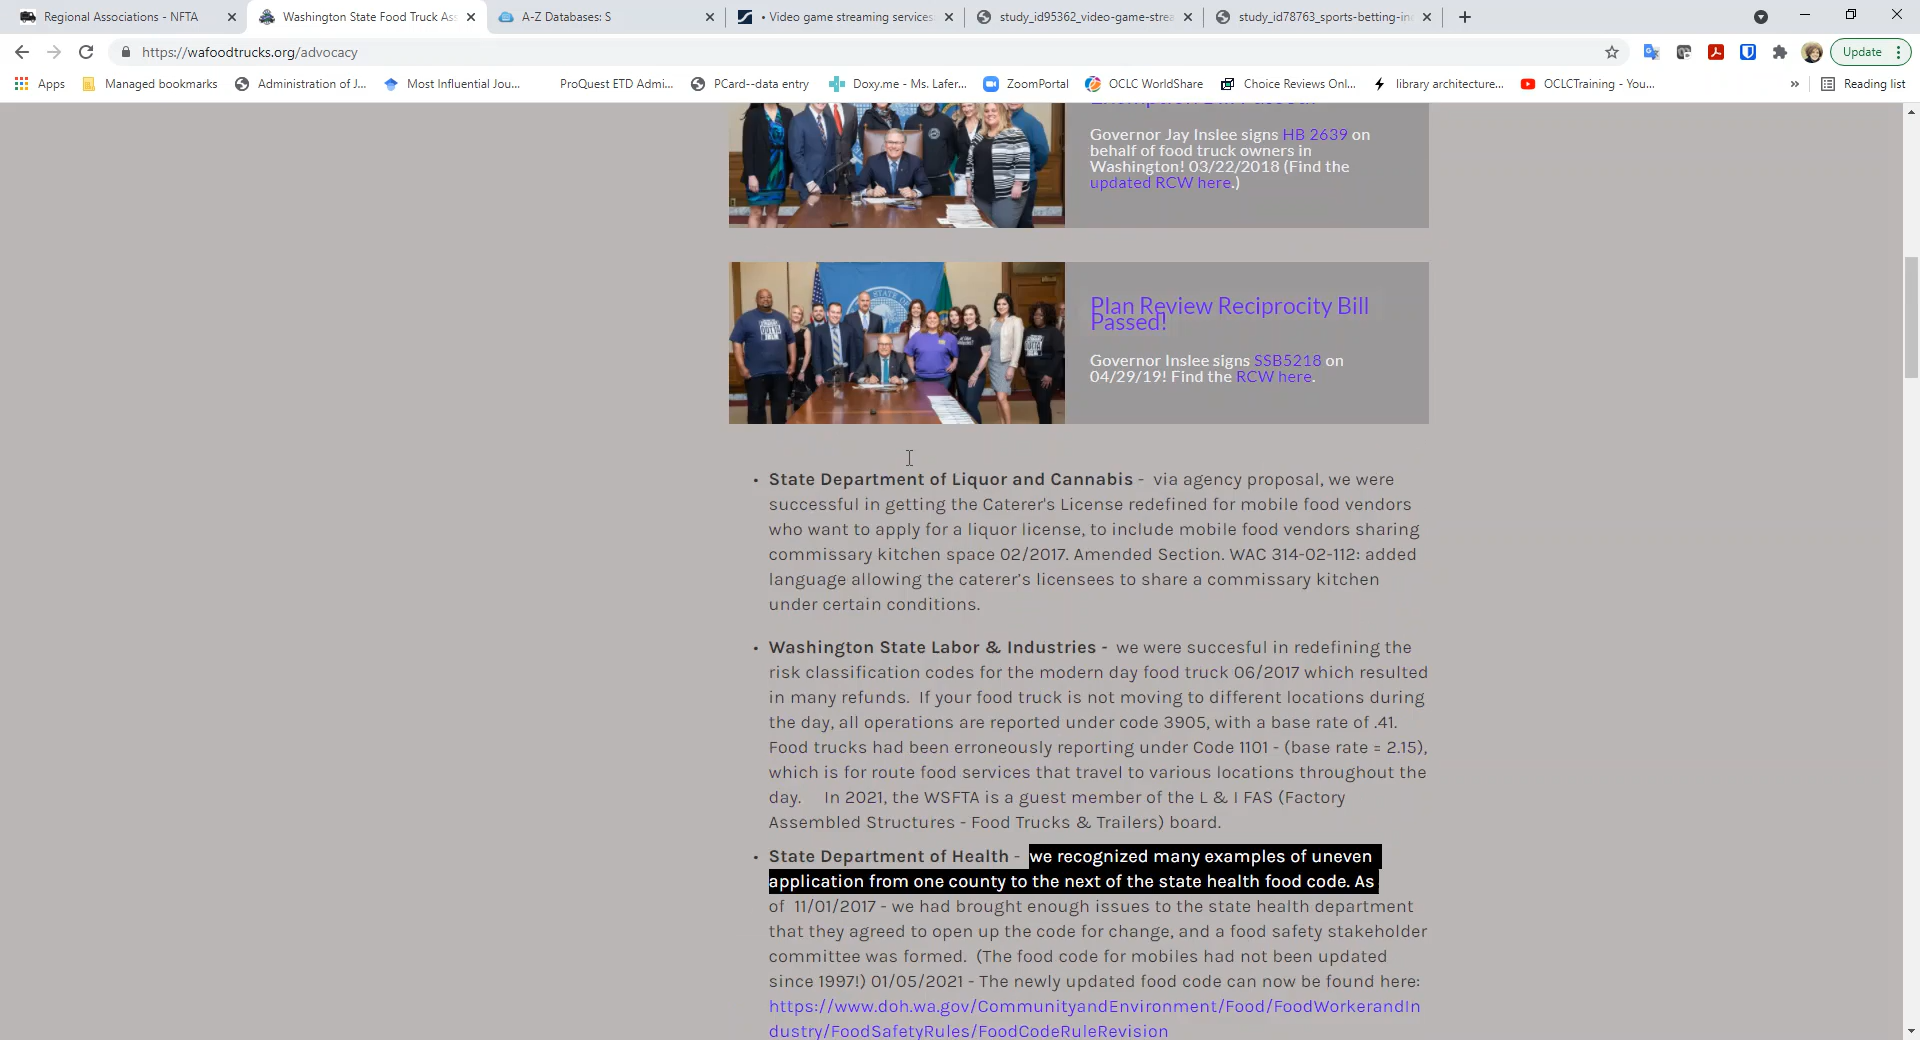 Regional Associations - NFTA
Washington State Food Truck Ass
A-Z Databases: S
• Video game streaming services
study_id95362_video-game-strea
study_id78763_sports-betting-in
https://wafoodtrucks.org/advocacy
Update
Apps
Managed bookmarks
Administration of J...
Most Influential Jou...
ProQuest ETD Admi...
PCard--data entry
Doxy.me - Ms. Lafer...
ZoomPortal
OCLC WorldShare
Choice Reviews Onl...
library architecture...
OCLCTraining - You...
»
Reading list
Governor Jay Inslee signs HB 2639 on
behalf of food truck owners in
Washington! 03/22/2018 (Find the
updated RCW here.)
Plan Review Reciprocity Bill
Passed!
Governor Inslee signs SSB5218 on
04/29/19! Find the RCW here.
• State Department of Liquor and Cannabis - via agency proposal, we were
successful in getting the Caterer's License redefined for mobile food vendors
who want to apply for a liquor license, to include mobile food vendors sharing
commissary kitchen space 02/2017. Amended Section. WAC 314-02-112: added
language allowing the caterer's licensees to share a commissary kitchen
under certain conditions.
• Washington State Labor & Industries - we were succesful in redefining the
risk classification codes for the modern day food truck 06/2017 which resulted
in many refunds. If your food truck is not moving to different locations during
the day, all operations are reported under code 3905, with a base rate of .41.
Food trucks had been erroneously reporting under Code 1101 - (base rate = 2.15),
which is for route food services that travel to various locations throughout the
day. In 2021, the WSFTA is a guest member of the L & I FAS (Factory
Assembled Structures - Food Trucks & Trailers) board.
• State Department of Health - we recognized many examples of uneven
application from one county to the next of the state health food code. As
of 11/01/2017 - we had brought enough issues to the state health department
that they agreed to open up the code for change, and a food safety stakeholder
committee was formed. (The food code for mobiles had not been updated
since 1997!) 01/05/2021 - The newly updated food code can now be found here:
https://www.doh.wa.gov/CommunityandEnvironment/Food/FoodWorkerandIn
dustry/FoodSafetyRules/FoodCodeRuleRevision